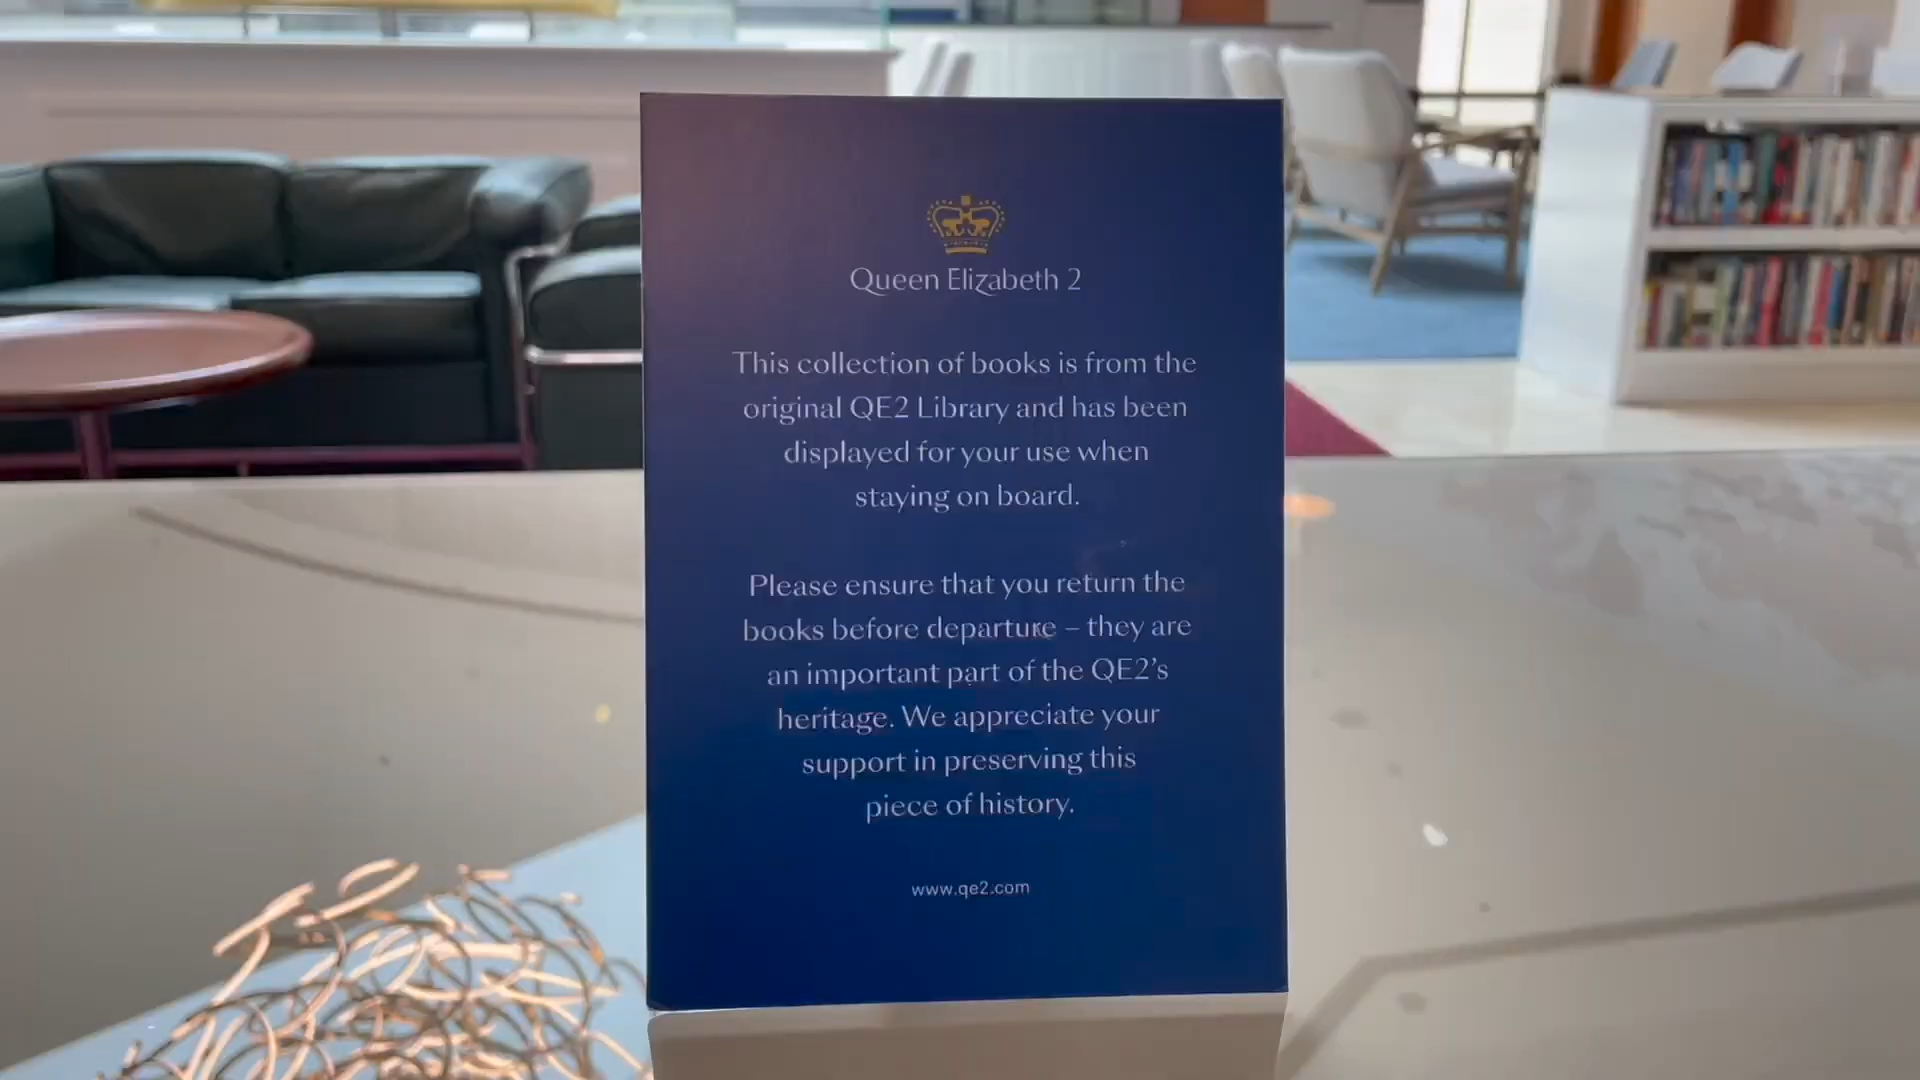 Queen Elizabeth 2
This collection of books is from the
original QE2 Library and has been
displayed for your use when
staying on board.
Please ensure that you return the
books before departure – they are
an important part of the QE2’s
heritage. We appreciate your
support in preserving this
piece of history.
www.qe2.com